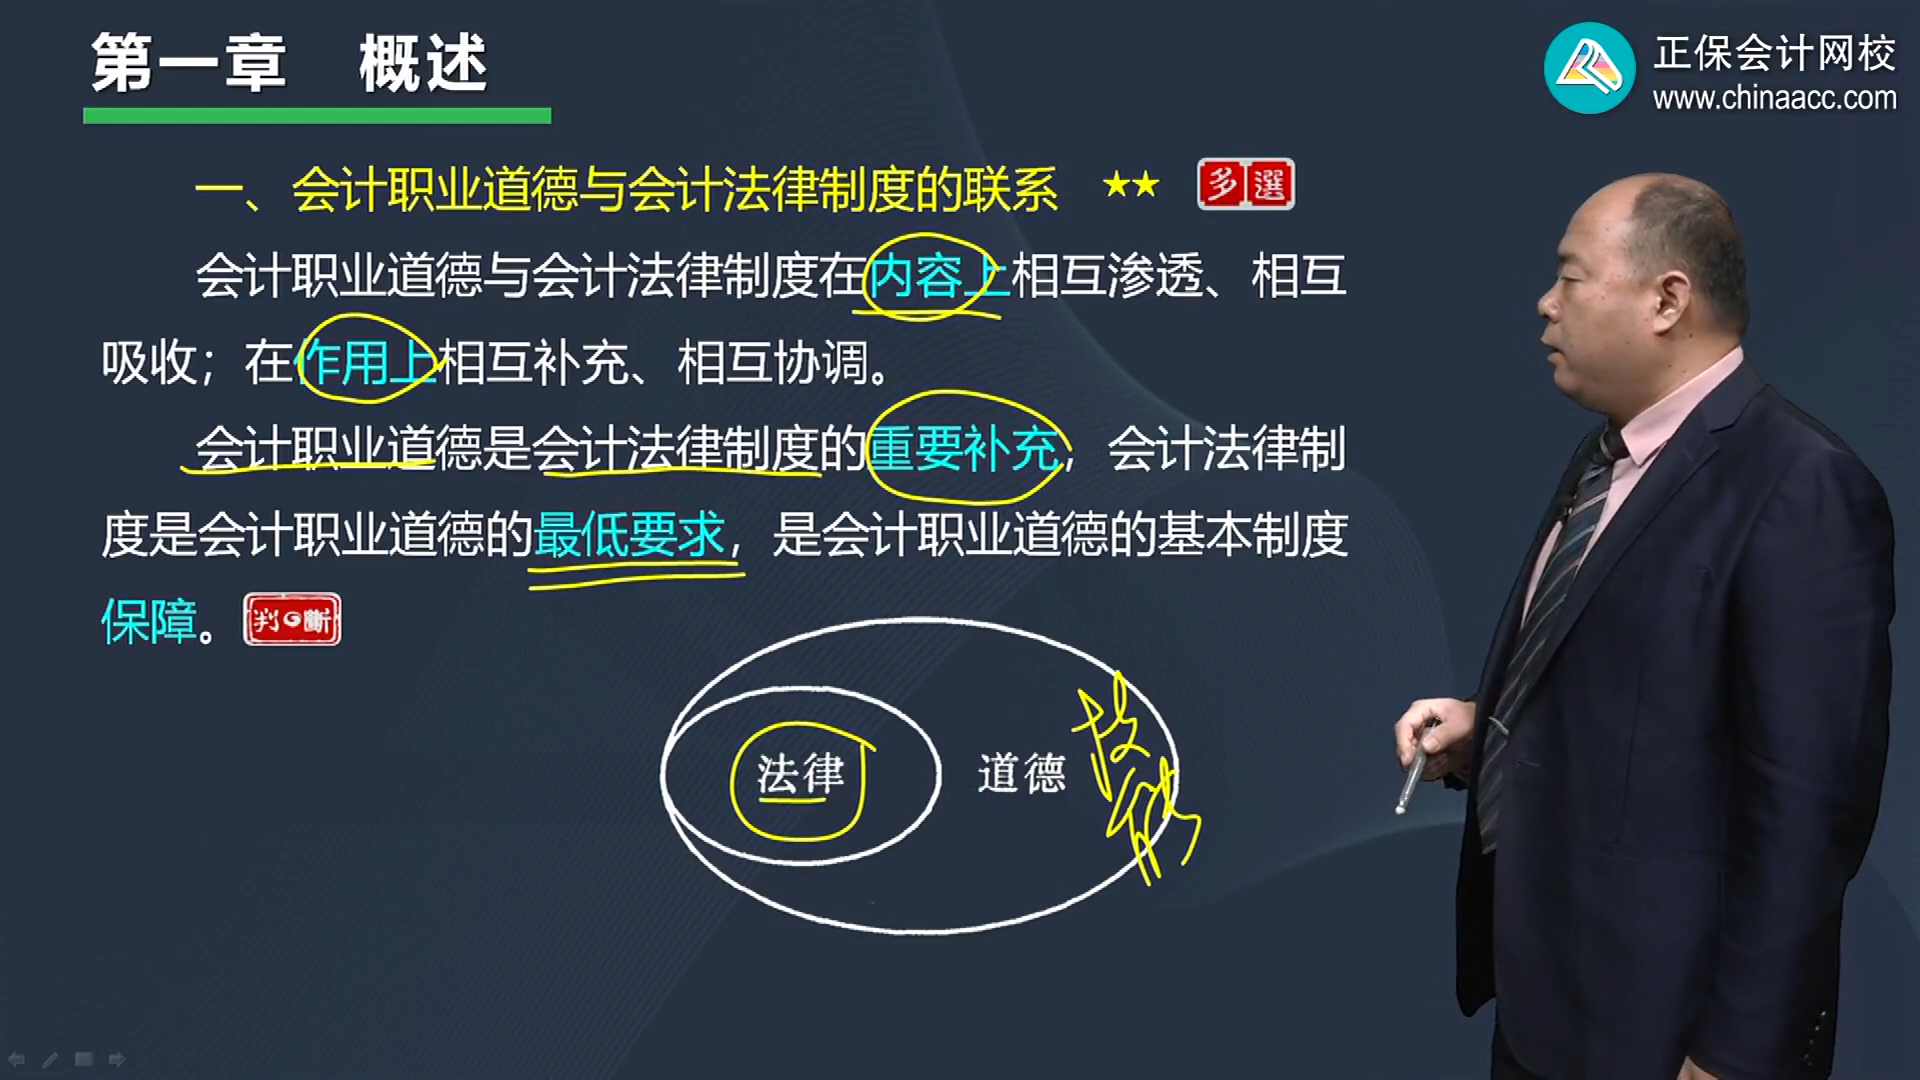 第一章 概述
正保会计网校
www.chinaacc.com
一、会计职业道德与会计法律制度的联系 ★★ 多選
会计职业道德与会计法律制度在内容上相互渗透、相互
吸收；在作用上相互补充、相互协调。
会计职业道德是会计法律制度的重要补充，会计法律制
度是会计职业道德的最低要求，是会计职业道德的基本制度
保障。 判断
法律 道德
技能